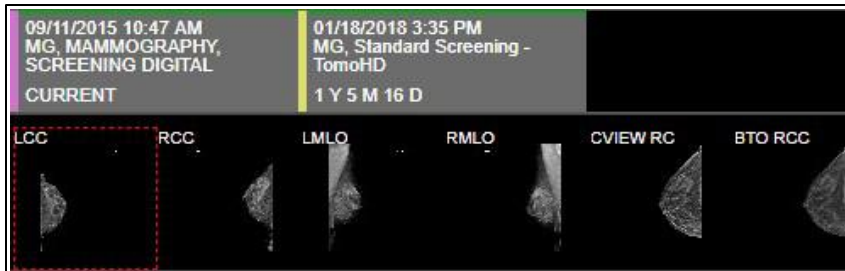 09/11/2015 10:47 AM
MG, MAMMOGRAPHY,
SCREENING DIGITAL
CURRENT
01/18/2018 3:35 PM
MG, Standard Screening -
TomoHD
1 Y 5 M 16 D
LCC RCC LMLO RMLO CVIEW RC BTO RCC